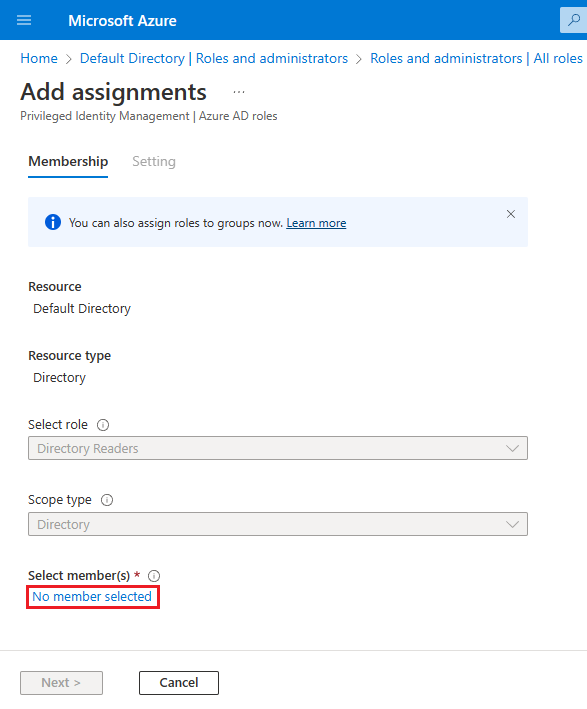 Microsoft Azure
Home > Default Directory | Roles and administrators > Roles and administrators | All roles
Add assignments ...
Privileged Identity Management | Azure AD roles
Membership Setting
You can also assign roles to groups now. Learn more
Resource
Default Directory
Resource type
Directory
Select role
Directory Readers
Scope type
Directory
Select member(s) *
No member selected
Next > Cancel